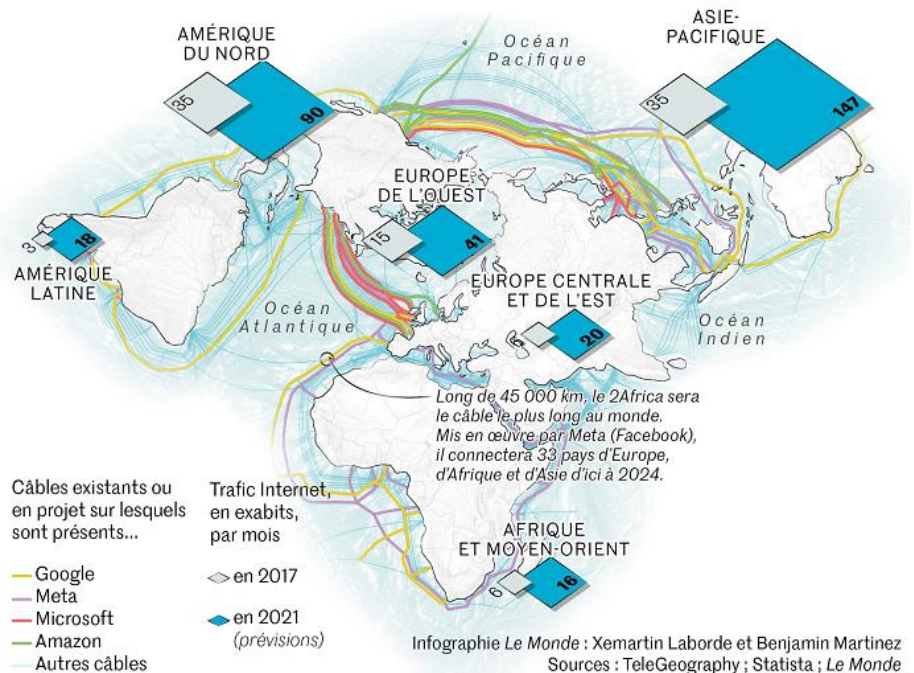 AMÉRIQUE
DU NORD
35
90
Océan
Pacifique
ASIE-
PACIFIQUE
35
147
EUROPE
DE L'OUEST
15
41
3
18
AMÉRIQUE
LATINE
Océan
Atlantique
EUROPE CENTRALE
ET DE L'EST
20
Océan
Indien
Long de 45 000 km, le 2Africa sera
le câble le plus long au monde.
Mis en œuvre par Meta (Facebook),
il connectera 33 pays d'Europe,
d'Afrique et d'Asie d'ici à 2024.
AFRIQUE
ET MOYEN-ORIENT
6
16
Câbles existants ou
en projet sur lesquels
sont présents...
Google
Meta
Microsoft
Amazon
Autres câbles
Trafic Internet,
en exabits,
par mois
en 2017
en 2021
(prévisions)
Infographie Le Monde : Xemartin Laborde et Benjamin Martinez
Sources : TeleGeography ; Statista ; Le Monde